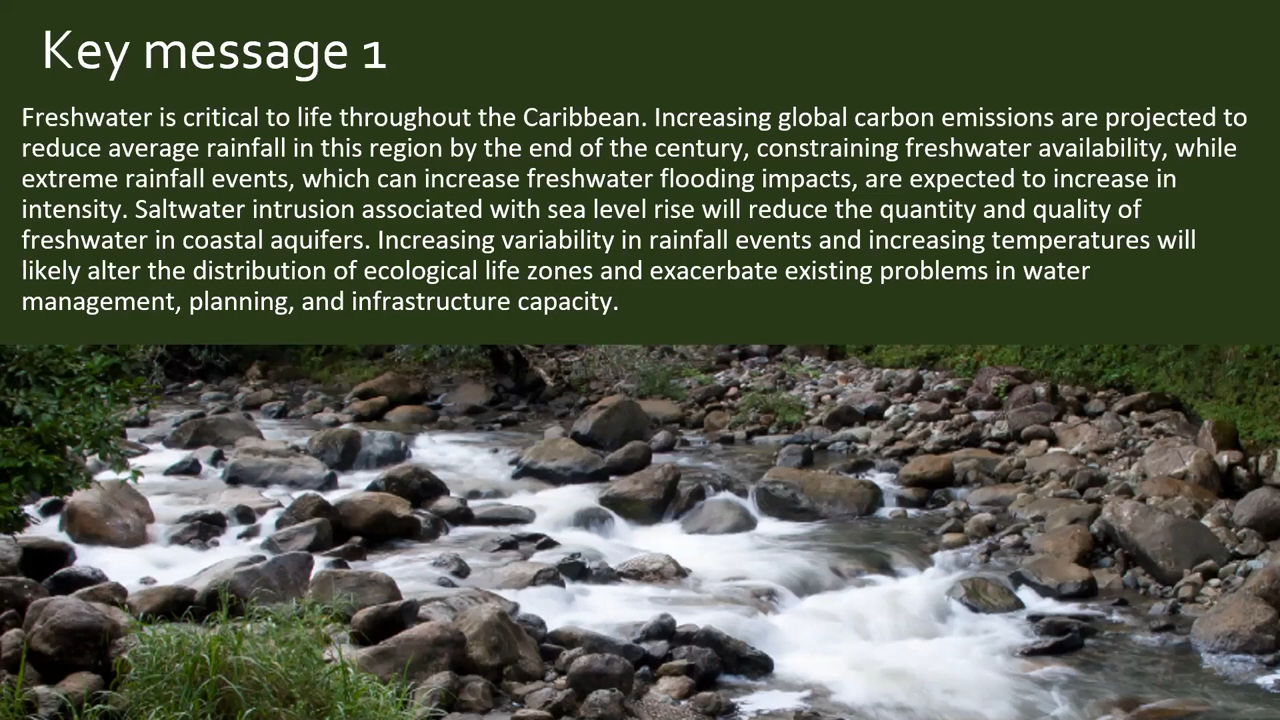 Key message 1
Freshwater is critical to life throughout the Caribbean. Increasing global carbon emissions are projected to
reduce average rainfall in this region by the end of the century, constraining freshwater availability, while
extreme rainfall events, which can increase freshwater flooding impacts, are expected to increase in
intensity. Saltwater intrusion associated with sea level rise will reduce the quantity and quality of
freshwater in coastal aquifers. Increasing variability in rainfall events and increasing temperatures will
likely alter the distribution of ecological life zones and exacerbate existing problems in water
management, planning, and infrastructure capacity.